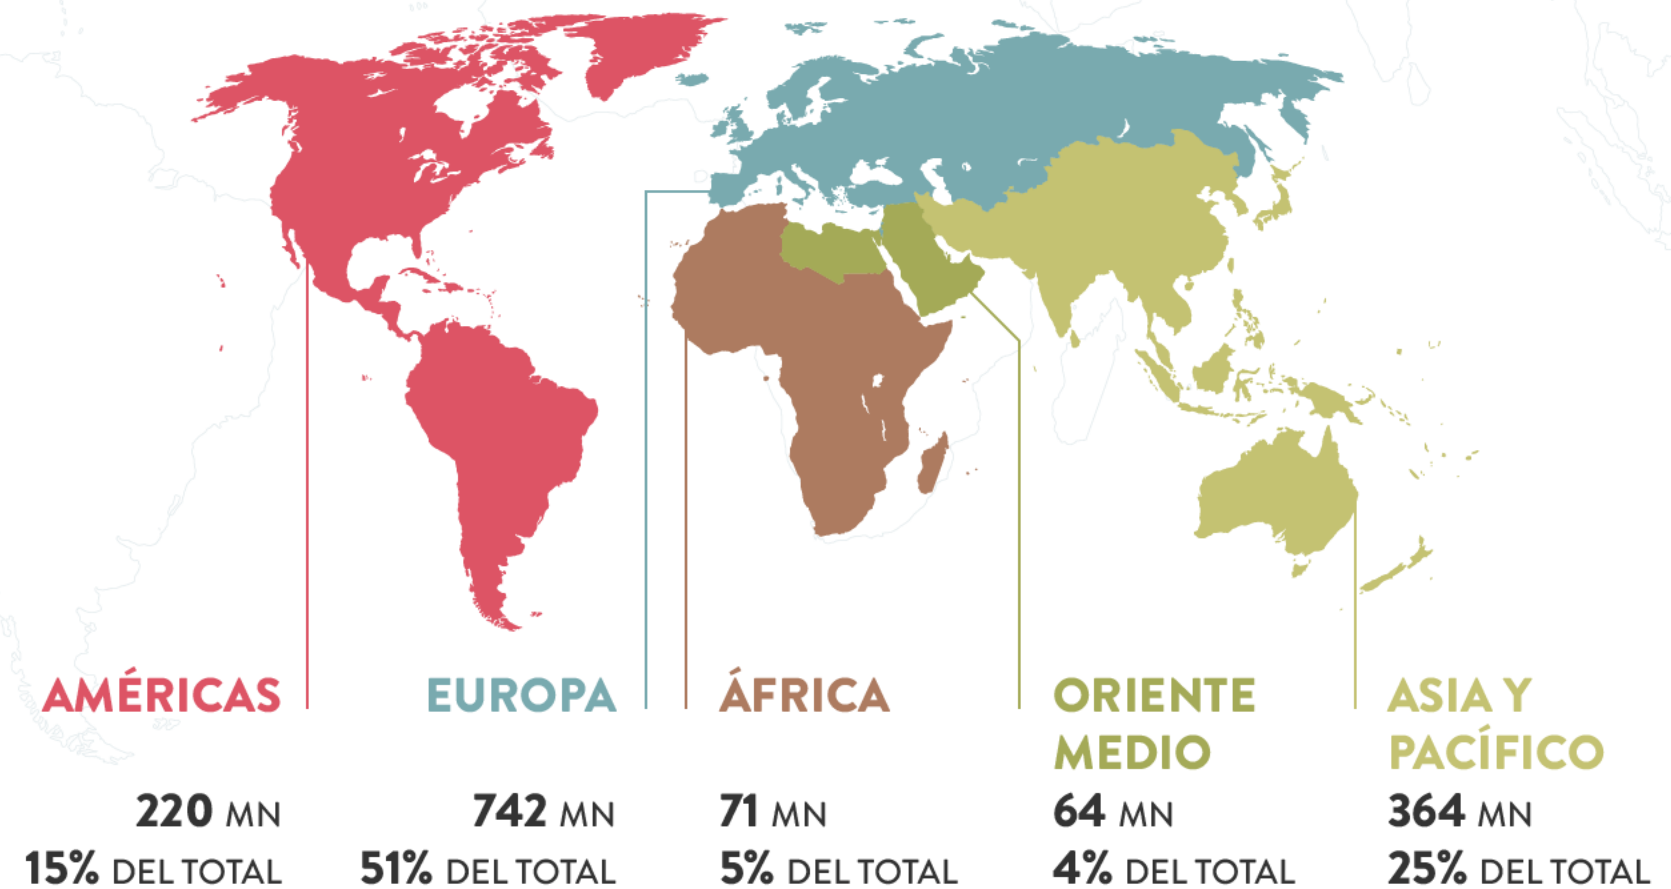 AMÉRICAS
220 MN
15% DEL TOTAL
EUROPA
742 MN
51% DEL TOTAL
ÁFRICA
71 MN
5% DEL TOTAL
ORIENTE
MEDIO
64 MN
4% DEL TOTAL
ASIA Y
PACÍFICO
364 MN
25% DEL TOTAL